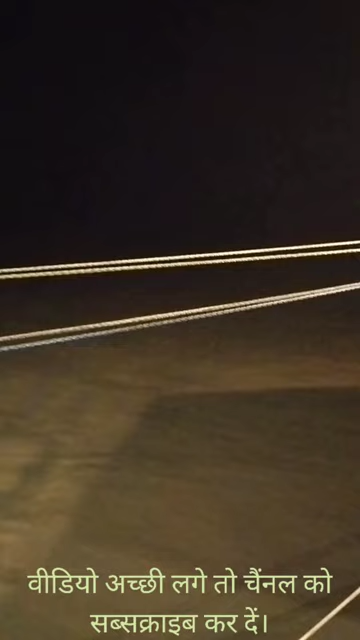 वीडियो अच्छी लगे तो चैंनल को
सब्सक्राइब कर दें।